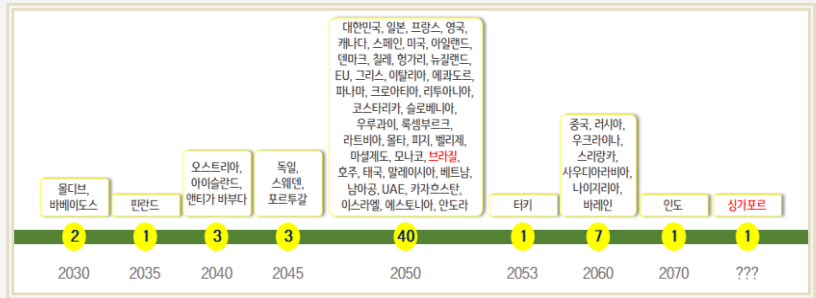 몰디브,
바베이도스
핀란드
오스트리아,
아이슬란드,
앤티가 바부다
독일,
스웨덴,
포르투갈
대한민국, 일본, 프랑스, 영국,
캐나다, 스페인, 미국, 아일랜드,
덴마크, 칠레, 헝가리, 뉴질랜드,
EU, 그리스, 이탈리아, 에콰도르,
파나마, 크로아티아, 리투아니아,
코스타리카, 슬로베니아,
우루과이, 룩셈부르크,
라트비아, 몰타, 피지, 벨리제,
마셜제도, 모나코, 브라질,
호주, 태국, 말레이시아, 베트남,
남아공, UAE, 카자흐스탄,
이스라엘, 에스토니아, 안도라
터키
중국, 러시아,
우크라이나,
스리랑카,
사우디아라비아,
나이지리아,
바레인
인도
싱가포르
2 1 3 3 40 1 7 1 1
2030 2035 2040 2045 2050 2053 2060 2070 ???